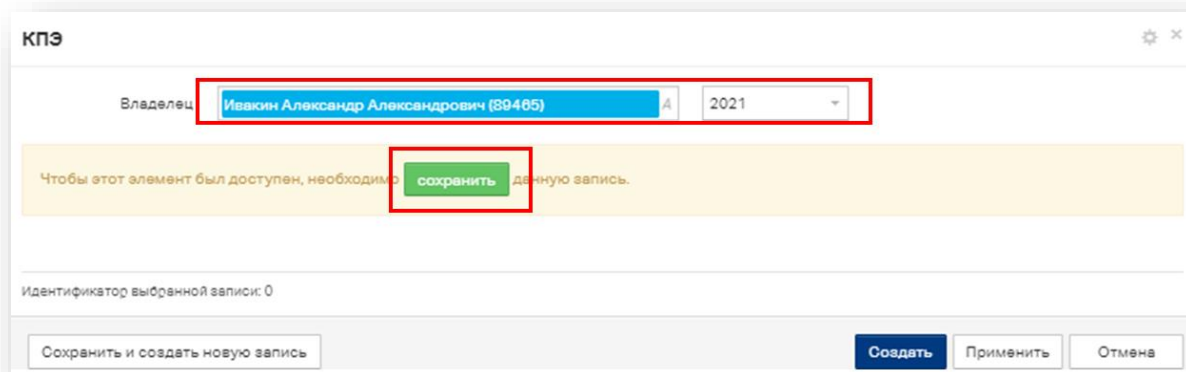 КПЭ
Владелец Ивакин Александр Александрович (89465) A 2021
Чтобы этот элемент был доступен, необходимо сохранить данную запись.
Идентификатор выбранной записи: 0
Сохранить и создать новую запись Создать Применить Отмена